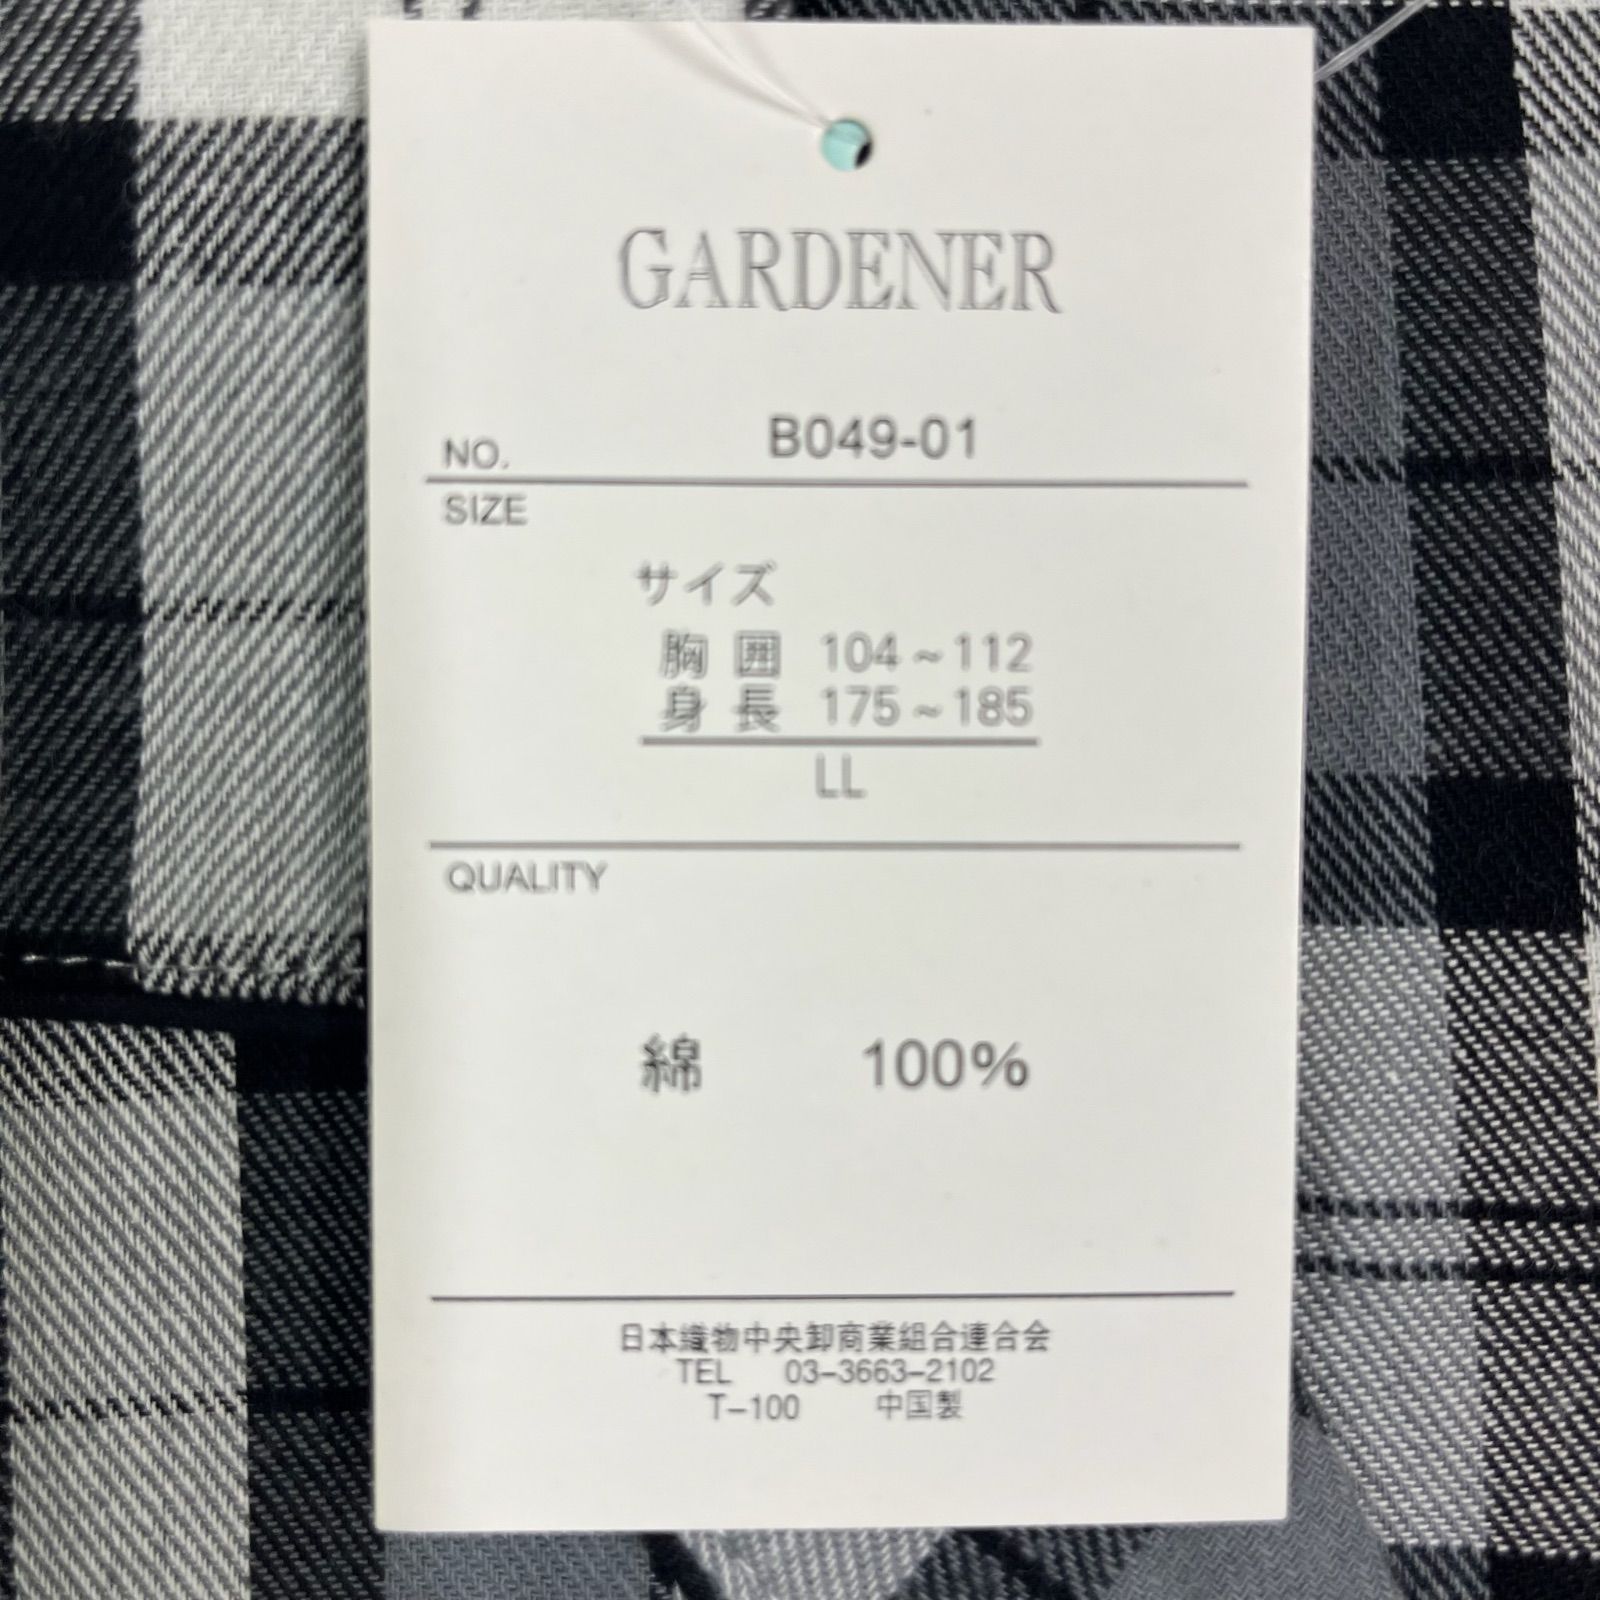 GARDENER
NO. B049-01
SIZE
サイズ
胸囲 104~112
身長 175~185
LL
QUALITY
綿 100%
日本織物中央卸商業組合連合会
TEL 03-3663-2102
T-100 中国製